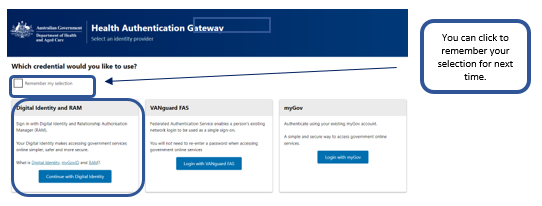 Australian Government
Department of Health
and Aged Care
Health Authentication Gateway
Select an identity provider
You can click to
remember your
selection for next
time.
Which credential would you like to use?
Remember my selection
Digital Identity and RAM
Sign in with Digital Identity and Relationship Authorisation
Manager (RAM).
Your Digital Identity makes accessing government services
online simpler, safer and more secure.
What is Digital Identity, myGovID and RAM?
Continue with Digital Identity
VANguard FAS
Federated Authentication Service enables a person's existing
network login to be used as a single sign-on.
You will not need to re-enter a password when accessing
government online services
Login with VANguard FAS
myGov
Authenticate using your existing myGov account.
A simple and secure way to access government online
services.
Login with myGov